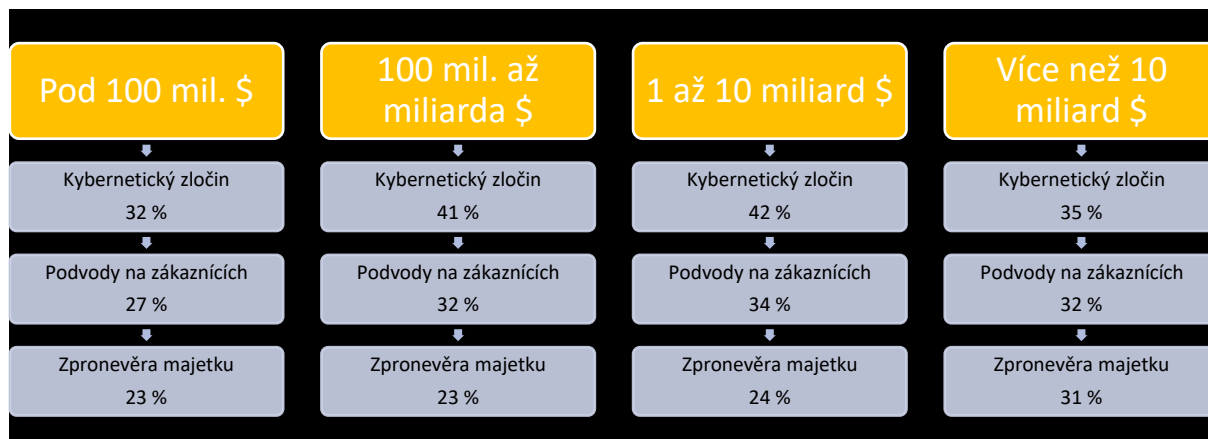 Pod 100 mil. $
Kybernetický zločin
32 %
Podvody na zákaznících
27 %
Zpronevěra majetku
23 %
100 mil. až
miliarda $
Kybernetický zločin
41 %
Podvody na zákaznících
32 %
Zpronevěra majetku
23 %
1 až 10 miliard $
Kybernetický zločin
42 %
Podvody na zákaznících
34 %
Zpronevěra majetku
24 %
Více než 10
miliard $
Kybernetický zločin
35 %
Podvody na zákaznících
32 %
Zpronevěra majetku
31 %